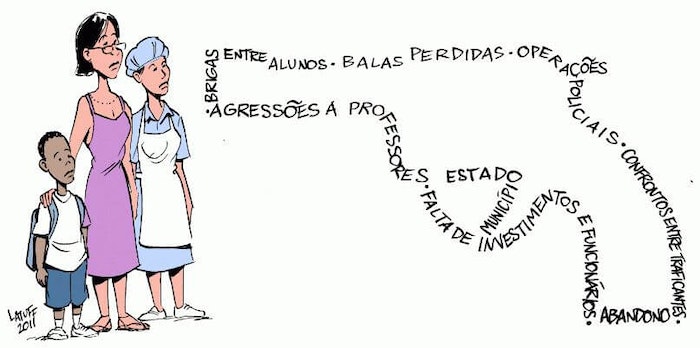 BRIGAS ENTRE ALUNOS · BALAS PERDIDAS · OPERAÇÕES POLICIAIS · CONFRONTOS ENTRE TRAFICANTES ·
ABANDONO ·
AGRESSÕES A PROFESSORES ·
FALTA DE INVESTIMENTOS E FUNCIONÁRIOS ·
ESTADO
MUNICÍPIO
LATUFF
2011